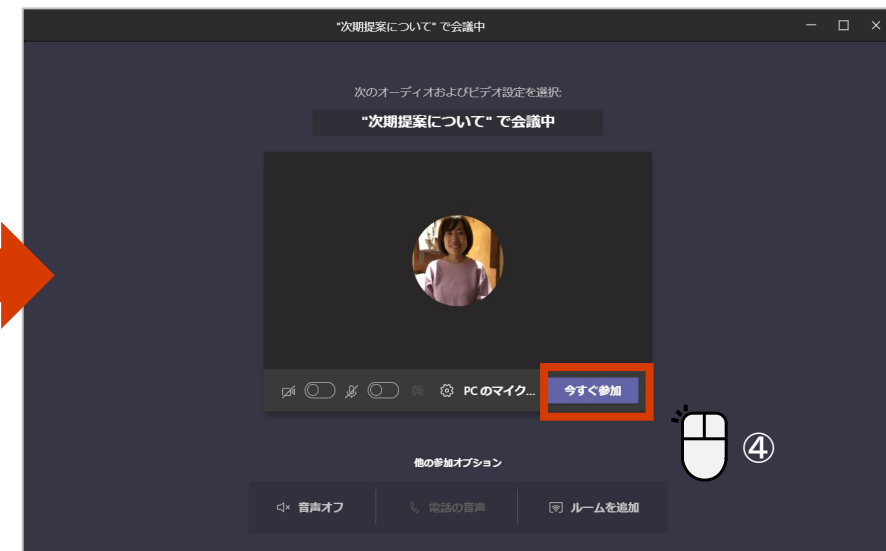 "次期提案について" で会議中
次のオーディオおよびビデオ設定を選択:
"次期提案について" で会議中
PC のマイク... 今すぐ参加
④
他の参加オプション
音声オフ 電話の音声 ルームを追加